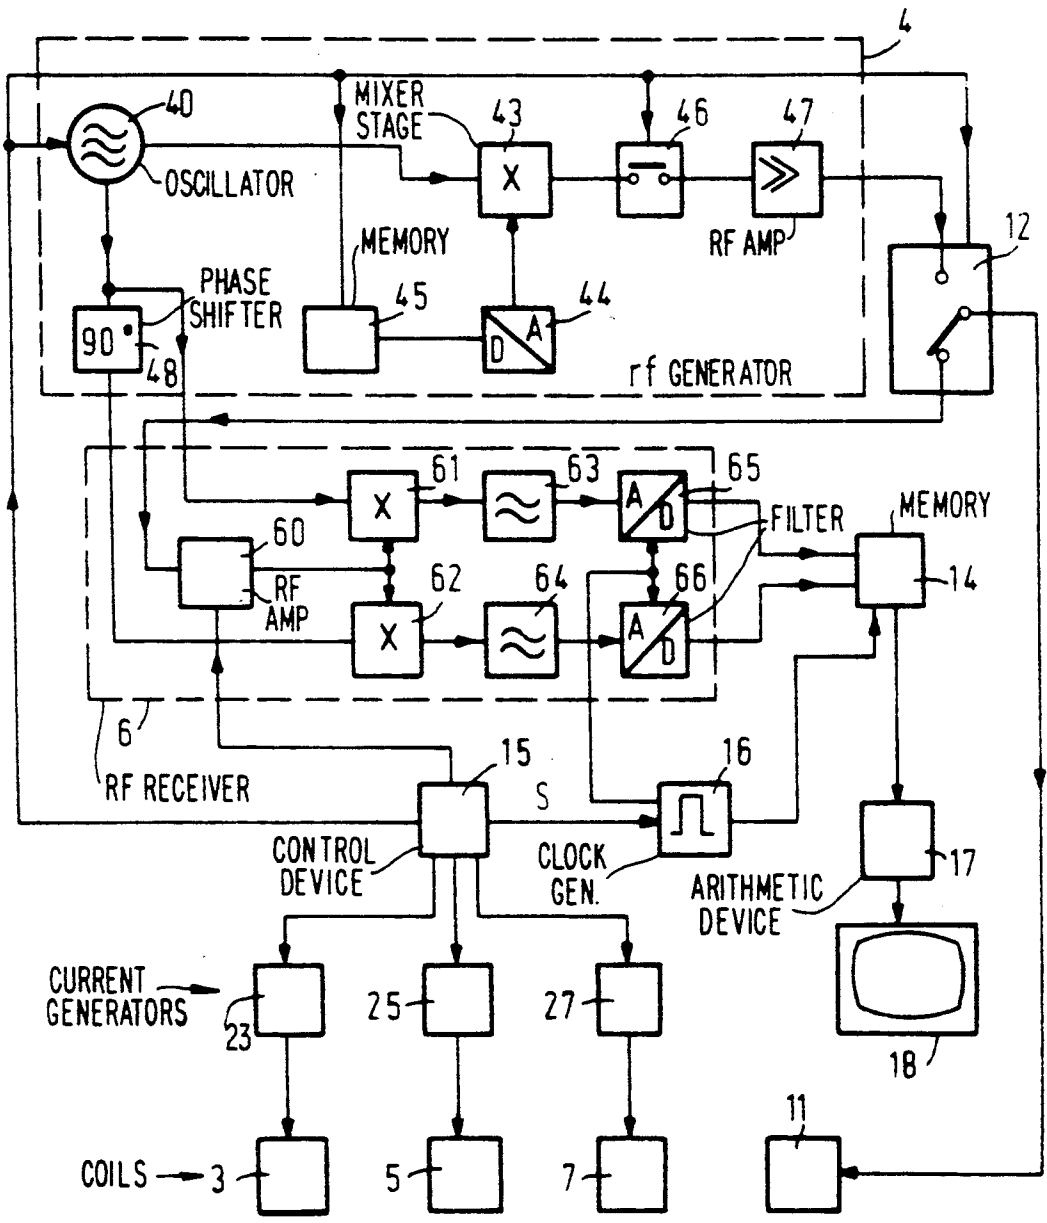 4
40
OSCILLATOR
MIXER
STAGE
43
X
46
47
RF AMP
12
MEMORY
45
44
D A
PHASE
SHIFTER
90°
48
rf GENERATOR
61
X
63
A
D
65
FILTER
MEMORY
14
60
RF
AMP
62
X
64
66
A
D
6
RF RECEIVER
15
S
16
CONTROL
DEVICE
CLOCK
GEN.
17
ARITHMETIC
DEVICE
18
CURRENT
GENERATORS
23
25
27
COILS
3
5
7
11